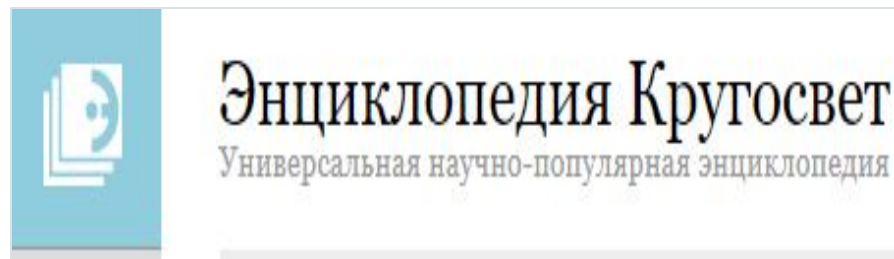 Энциклопедия Кругосвет
Универсальная научно-популярная энциклопедия